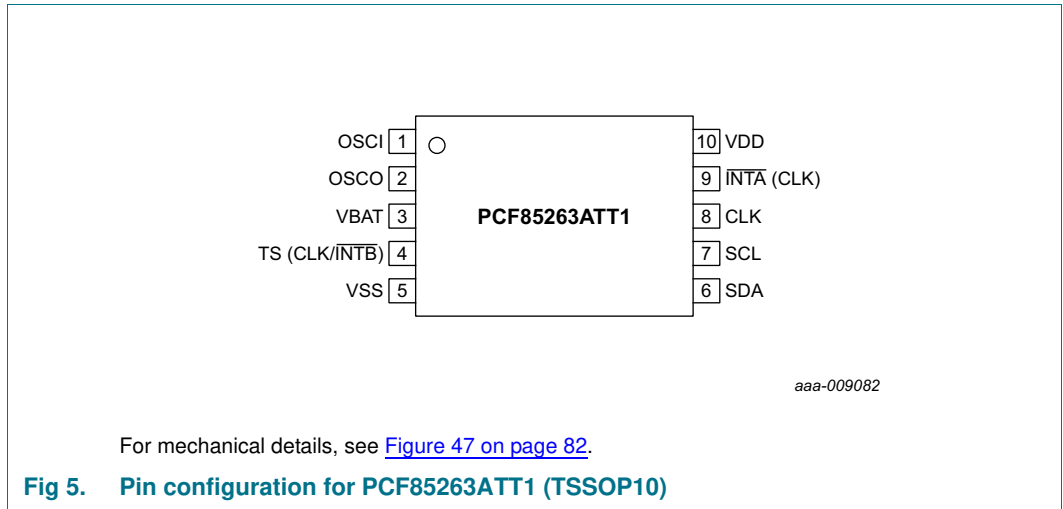 OSCI 1 10 VDD
OSCO 2 9 INTA (CLK)
VBAT 3 PCF85263ATT1 8 CLK
TS (CLK/INTB) 4 7 SCL
VSS 5 6 SDA
aaa-009082
For mechanical details, see Figure 47 on page 82.
Fig 5. Pin configuration for PCF85263ATT1 (TSSOP10)